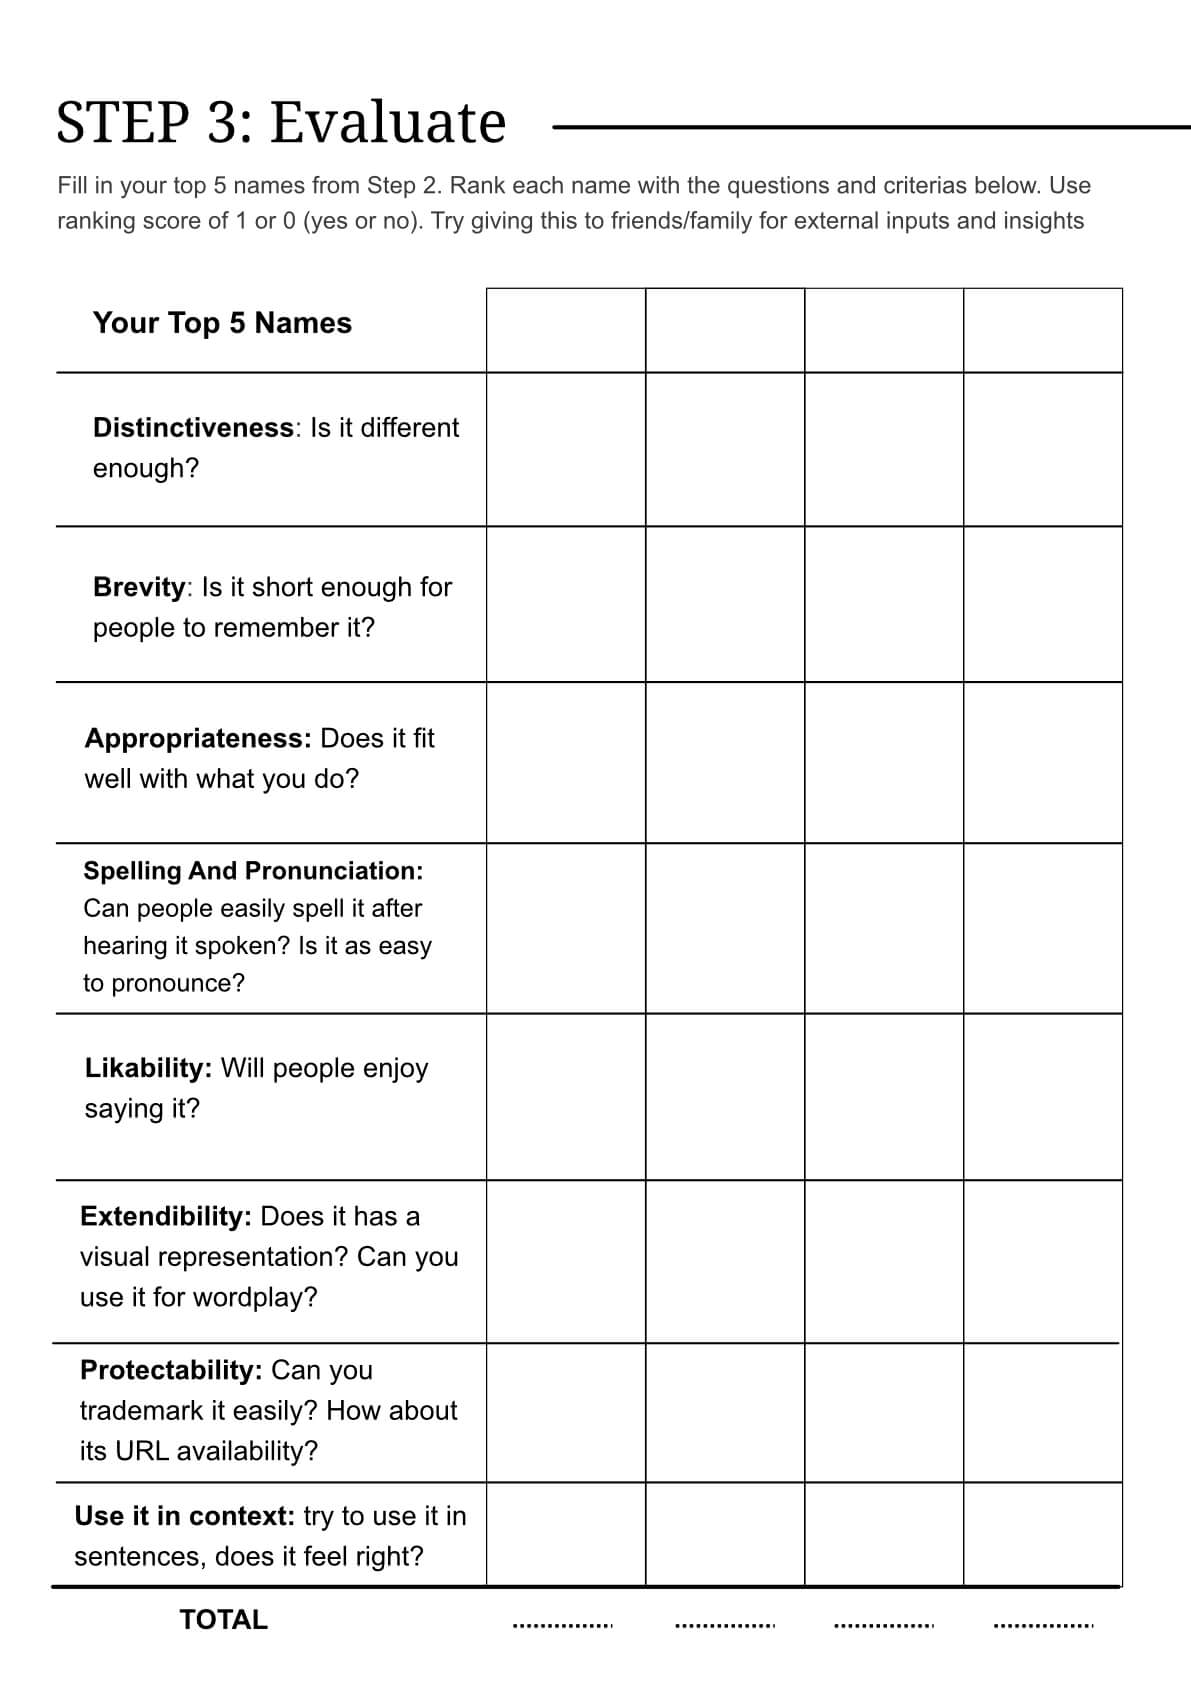 STEP 3: Evaluate
Fill in your top 5 names from Step 2. Rank each name with the questions and criterias below. Use
ranking score of 1 or 0 (yes or no). Try giving this to friends/family for external inputs and insights
Your Top 5 Names
Distinctiveness: Is it different
enough?
Brevity: Is it short enough for
people to remember it?
Appropriateness: Does it fit
well with what you do?
Spelling And Pronunciation:
Can people easily spell it after
hearing it spoken? Is it as easy
to pronounce?
Likability: Will people enjoy
saying it?
Extendibility: Does it has a
visual representation? Can you
use it for wordplay?
Protectability: Can you
trademark it easily? How about
its URL availability?
Use it in context: try to use it in
sentences, does it feel right?
TOTAL